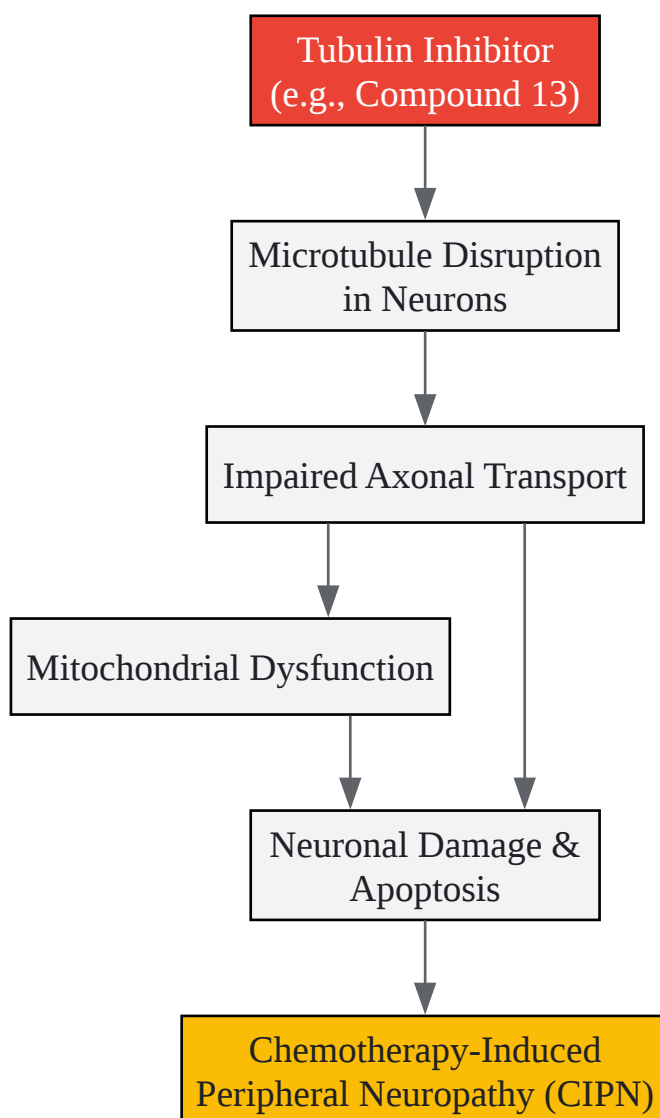 Tubulin Inhibitor
(e.g., Compound 13)
Microtubule Disruption
in Neurons
Impaired Axonal Transport
Mitochondrial Dysfunction
Neuronal Damage &
Apoptosis
Chemotherapy-Induced
Peripheral Neuropathy (CIPN)